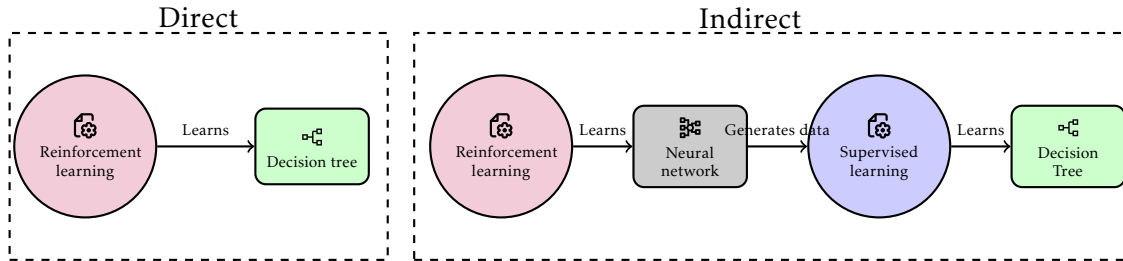 Direct
Indirect
Learns
Reinforcement
learning
Decision tree
Learns
Generates data
Learns
Reinforcement
learning
Neural
network
Supervised
learning
Decision
Tree